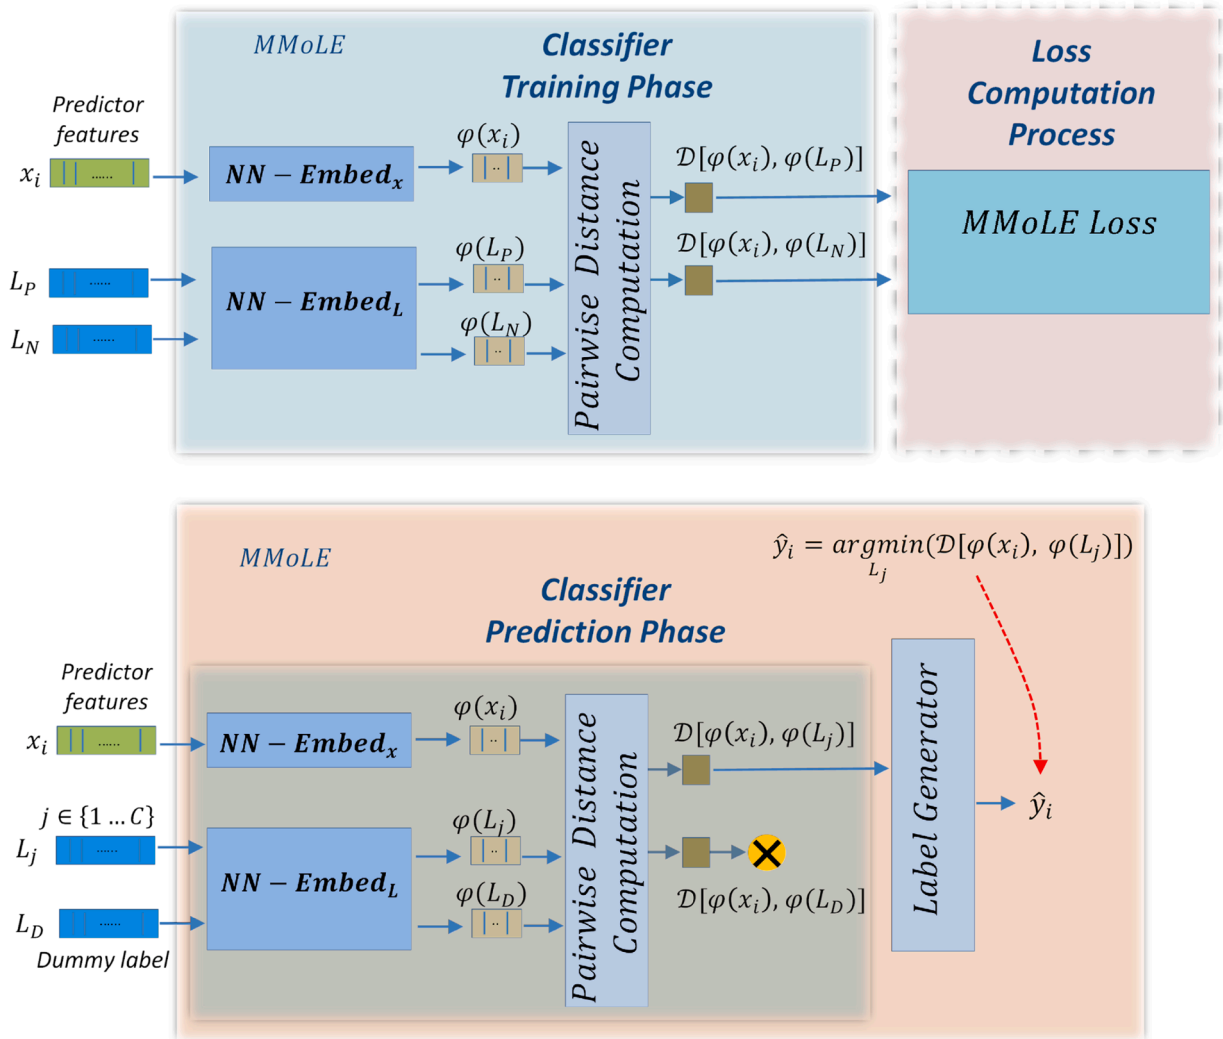 MMoLE
Classifier
Training Phase
Loss
Computation
Process
Predictor
features
x_i
......
NN − Embed_x
φ(x_i)
..
𝒟[φ(x_i), φ(L_P)]
MMoLE Loss
L_P
......
L_N
......
NN − Embed_L
φ(L_P)
..
φ(L_N)
..
Pairwise Distance
Computation
𝒟[φ(x_i), φ(L_N)]
MMoLE
Classifier
Prediction Phase
ŷ_i = argmin(𝒟[φ(x_i), φ(L_j)])
L_j
Predictor
features
x_i
......
NN − Embed_x
φ(x_i)
..
𝒟[φ(x_i), φ(L_j)]
j ∈ {1 … C}
L_j
......
L_D
......
Dummy label
NN − Embed_L
φ(L_j)
..
φ(L_D)
..
Pairwise Distance
Computation
𝒟[φ(x_i), φ(L_D)]
Label Generator
ŷ_i